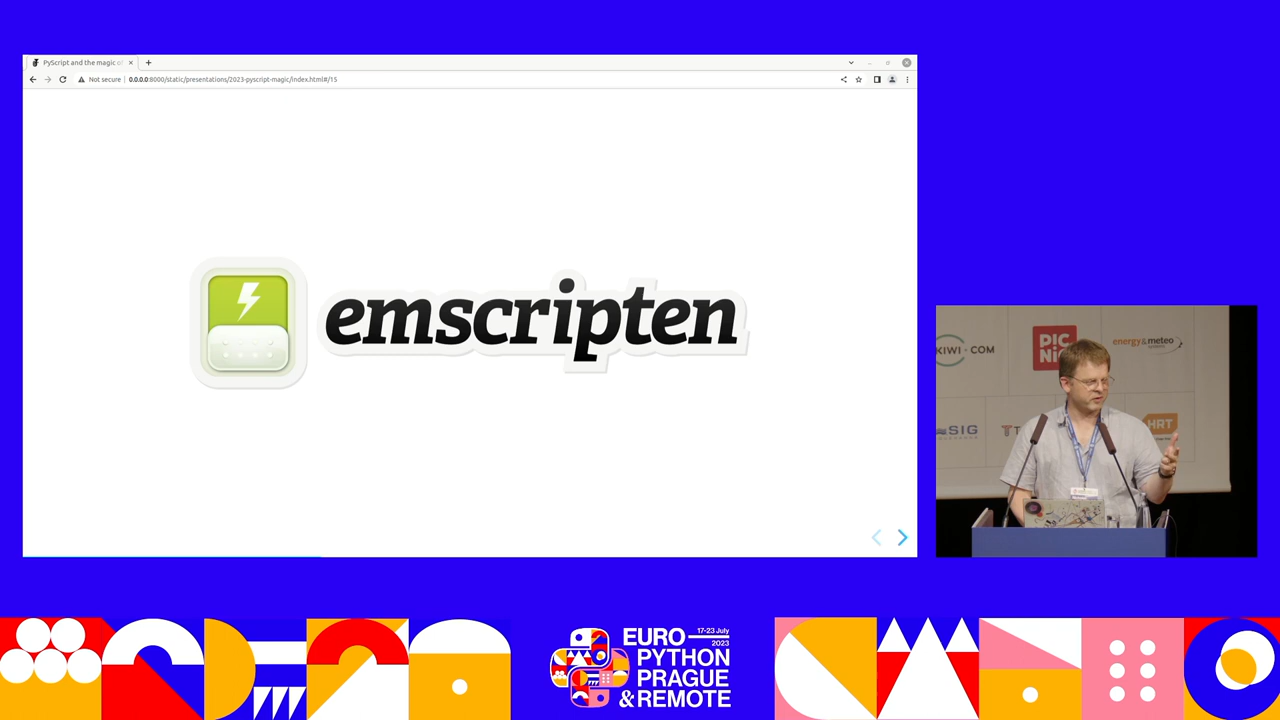 PyScript and the magic of
Not secure
0.0.0.0:8000/static/presentations/2023-pyscript-magic/index.html#/15
emscripten
KIWI.COM
PIC
energy & meteo
systems
SIG
HRT
EURO
17-23 July
2023
PYTHON
PRAGUE
& REMOTE